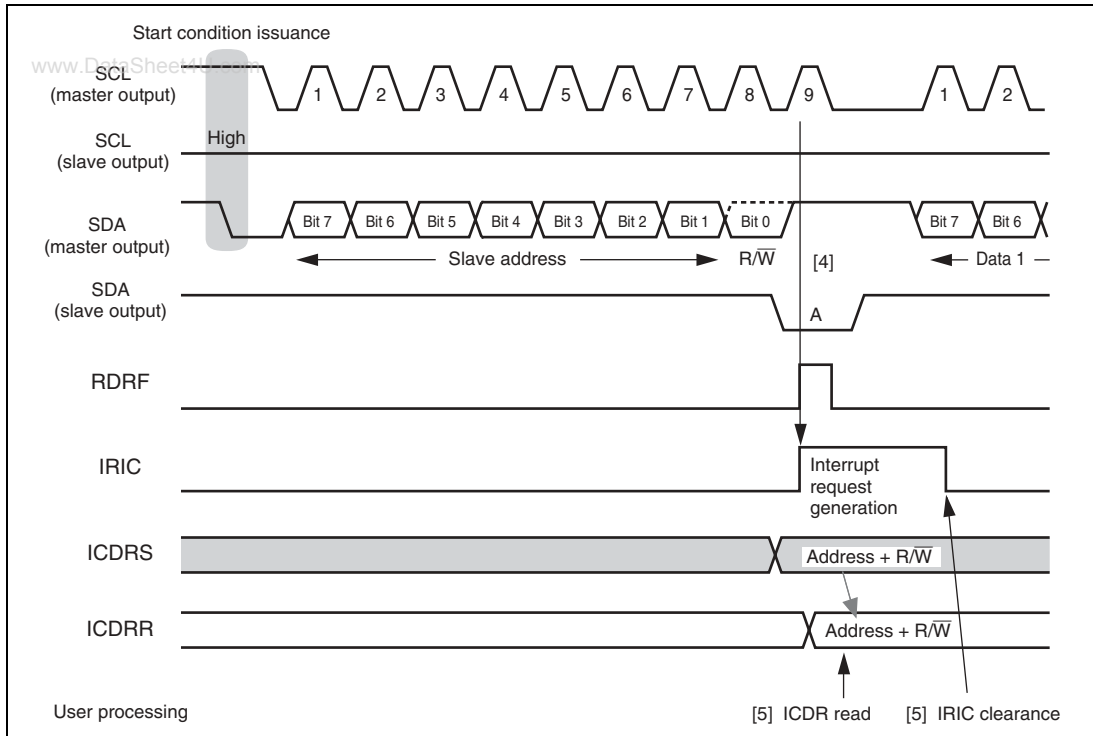 Start condition issuance
www.DataSheet4U.com
SCL
(master output)
1 2 3 4 5 6 7 8 9 1 2
SCL
(slave output)
High
SDA
(master output)
Bit 7 Bit 6 Bit 5 Bit 4 Bit 3 Bit 2 Bit 1 Bit 0 Bit 7 Bit 6
Slave address R/W̅ [4] Data 1
SDA
(slave output)
A
RDRF
IRIC
Interrupt
request
generation
ICDRS
Address + R/W̅
ICDRR
Address + R/W̅
User processing
[5] ICDR read
[5] IRIC clearance